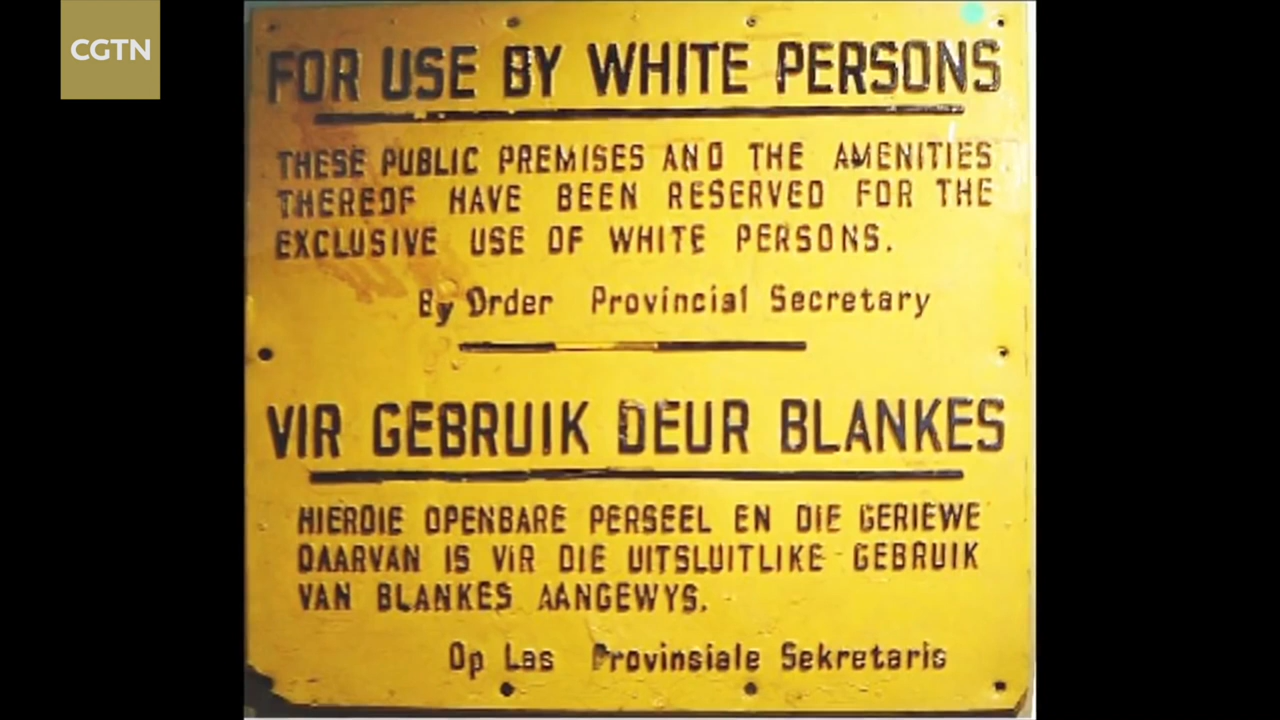 CGTN
FOR USE BY WHITE PERSONS
THESE PUBLIC PREMISES AND THE AMENITIES
THEREOF HAVE BEEN RESERVED FOR THE
EXCLUSIVE USE OF WHITE PERSONS.
By Order Provincial Secretary
VIR GEBRUIK DEUR BLANKES
HIERDIE OPENBARE PERSEEL EN DIE GERIEWE
DAARVAN IS VIR DIE UITSLUITLIKE GEBRUIK
VAN BLANKES AANGEWYS.
Op Las Provinsiale Sekretaris